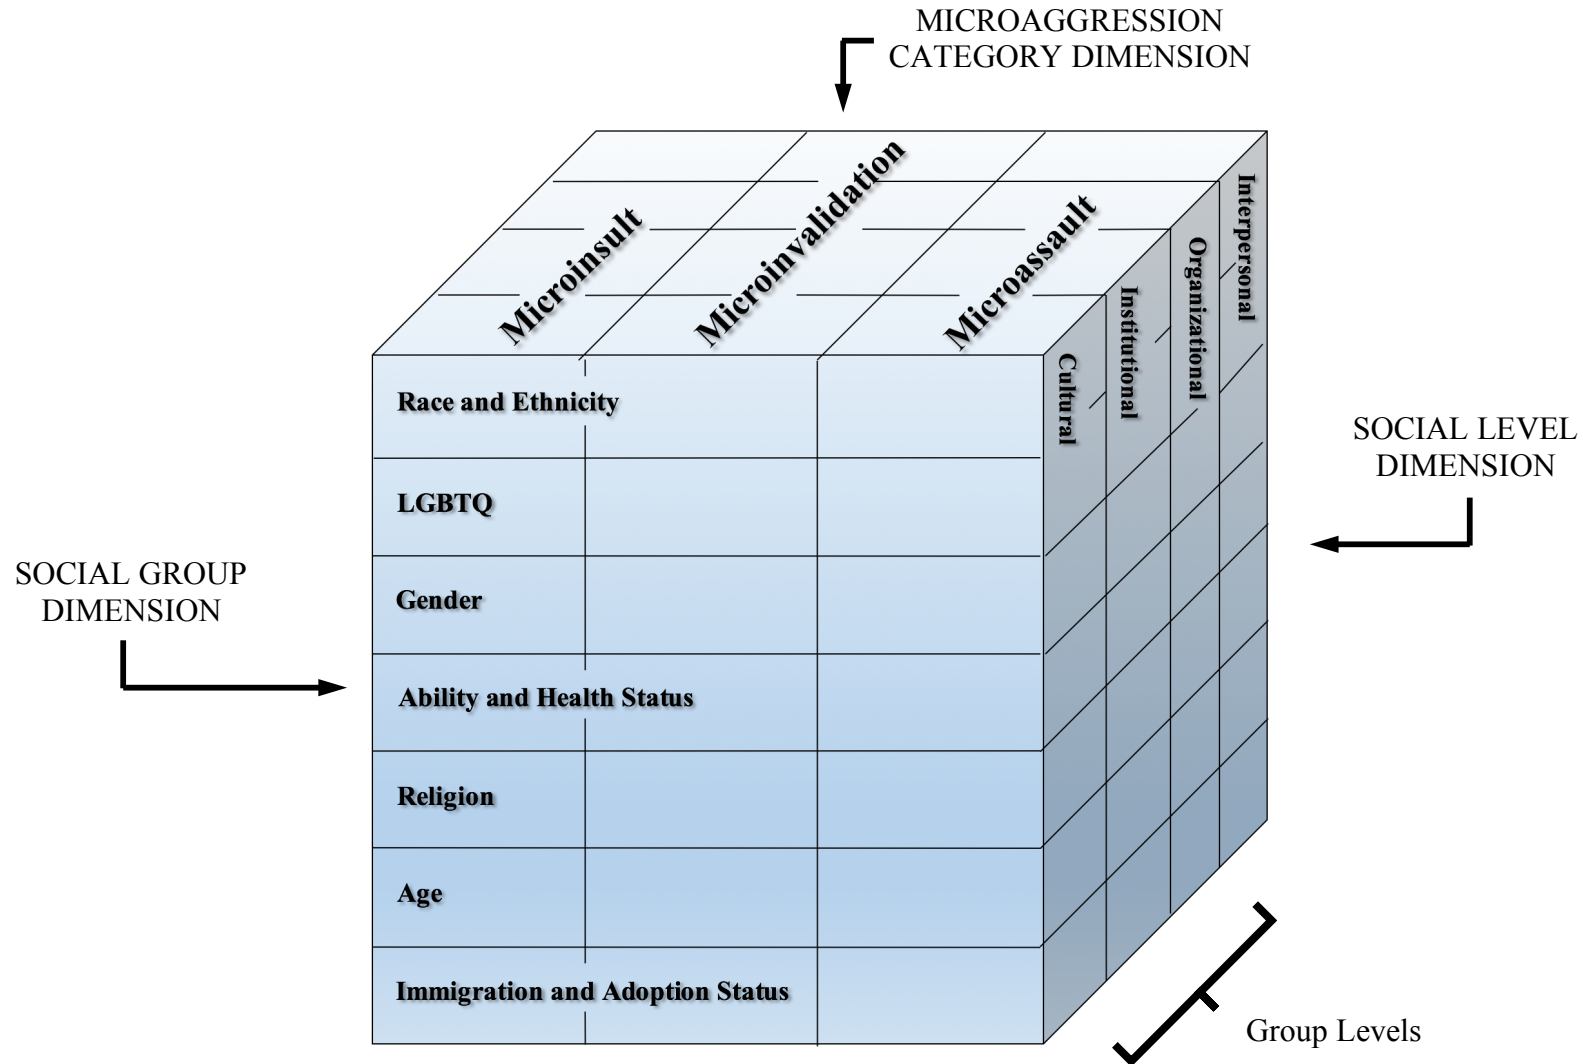 MICROAGGRESSION
CATEGORY DIMENSION
Microinsult
Microinvalidation
Microassault
Cultural
Institutional
Organizational
Interpersonal
Race and Ethnicity
LGBTQ
Gender
Ability and Health Status
Religion
Age
Immigration and Adoption Status
SOCIAL GROUP
DIMENSION
SOCIAL LEVEL
DIMENSION
Group Levels